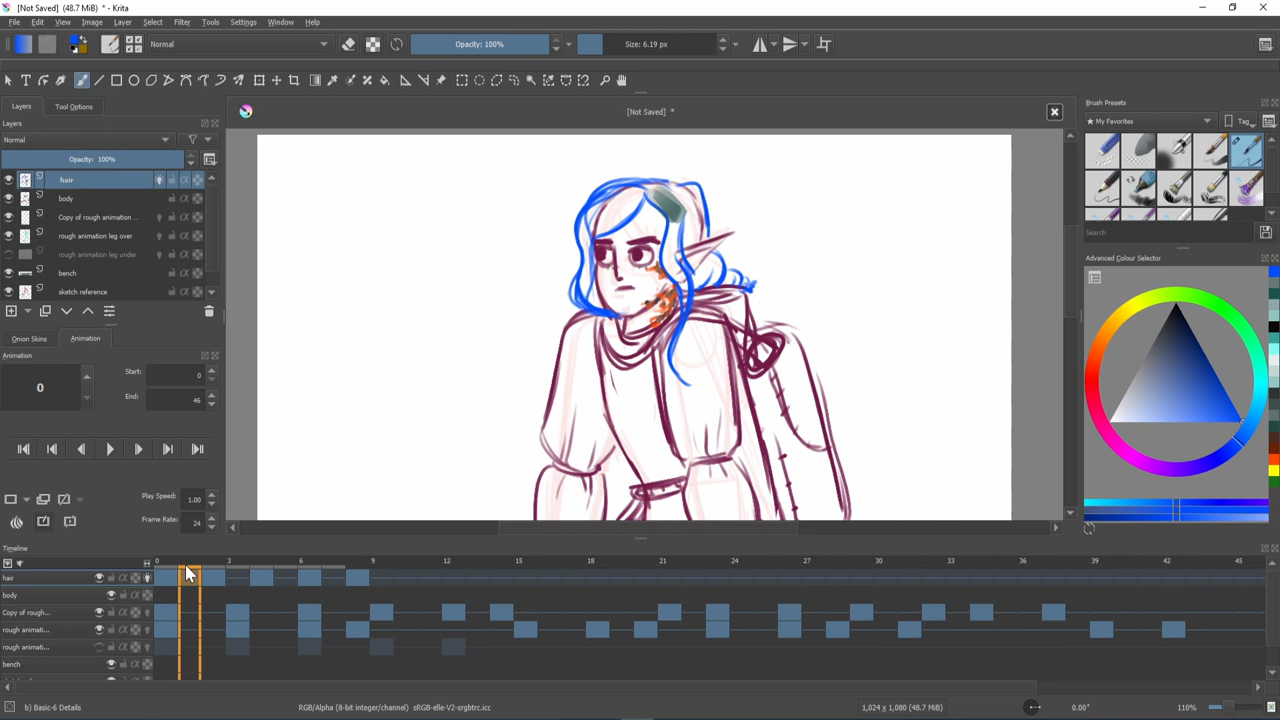 [Not Saved] (48.7 MiB) * - Krita
File Edit View Image Layer Select Filter Tools Settings Window Help
Normal Opacity: 100% Size: 6.19 px
Layers Tool Options
[Not Saved] *
Brush Presets
Layers
Normal
Opacity: 100%
★ My Favorites Tag
hair
body
Copy of rough animation ...
rough animation leg over
rough animation leg under
bench
sketch reference
Search
Advanced Colour Selector
Onion Skins Animation
Animation
0
Start: 0
End: 46
Play Speed: 1.00
Frame Rate: 24
Timeline
0 3 6 9 12 15 18 21 24 27 30 33 36 39 42 45
hair
body
Copy of rough...
rough animati...
rough animati...
bench
b) Basic-6 Details RGB/Alpha (8-bit integer/channel) sRGB-elle-V2-srgbtrc.icc 1,024 x 1,080 (48.7 MiB) 0.00° 110%